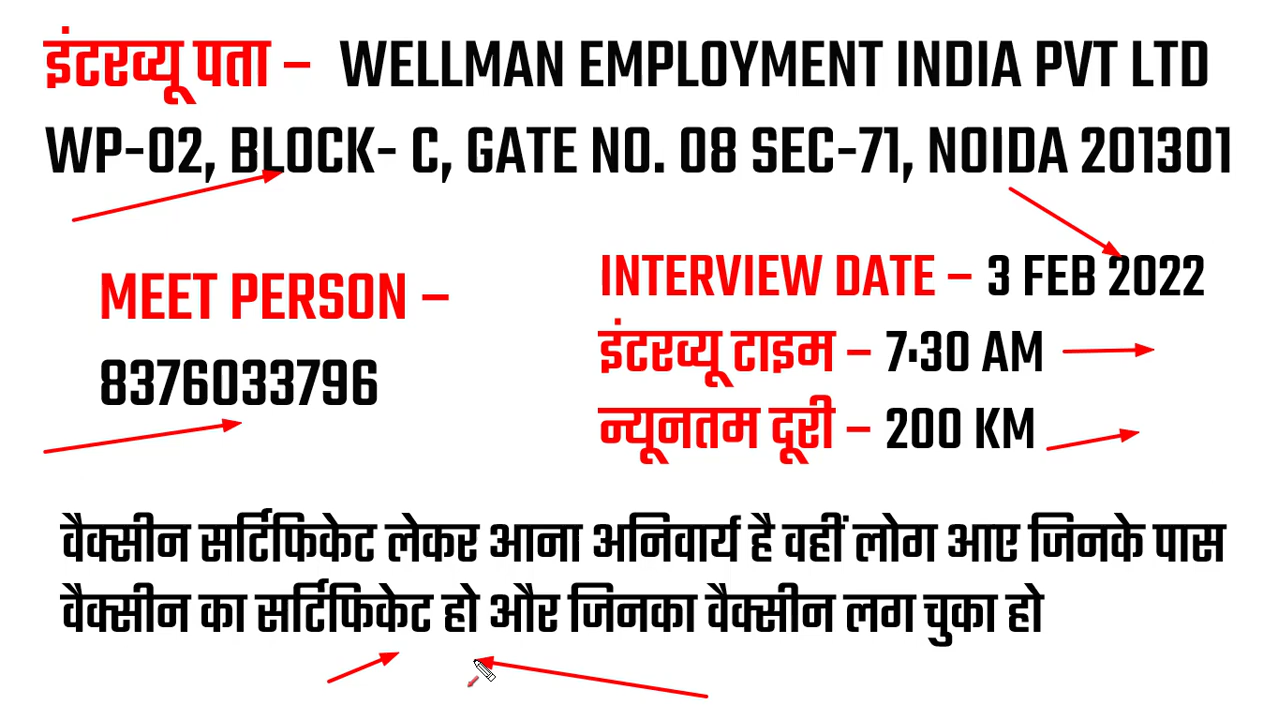 इंटरव्यू पता – WELLMAN EMPLOYMENT INDIA PVT LTD
WP-02, BLOCK- C, GATE NO. 08 SEC-71, NOIDA 201301
MEET PERSON –
8376033796
INTERVIEW DATE – 3 FEB 2022
इंटरव्यू टाइम – 7:30 AM
न्यूनतम दूरी – 200 KM
वैक्सीन सर्टिफिकेट लेकर आना अनिवार्य है वहीं लोग आए जिनके पास
वैक्सीन का सर्टिफिकेट हो और जिनका वैक्सीन लग चुका हो